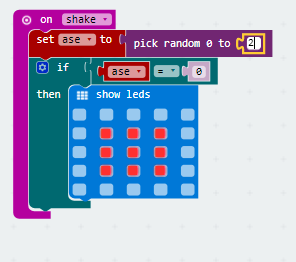 on shake
set ase to pick random 0 to 2
if ase = 0
then show leds